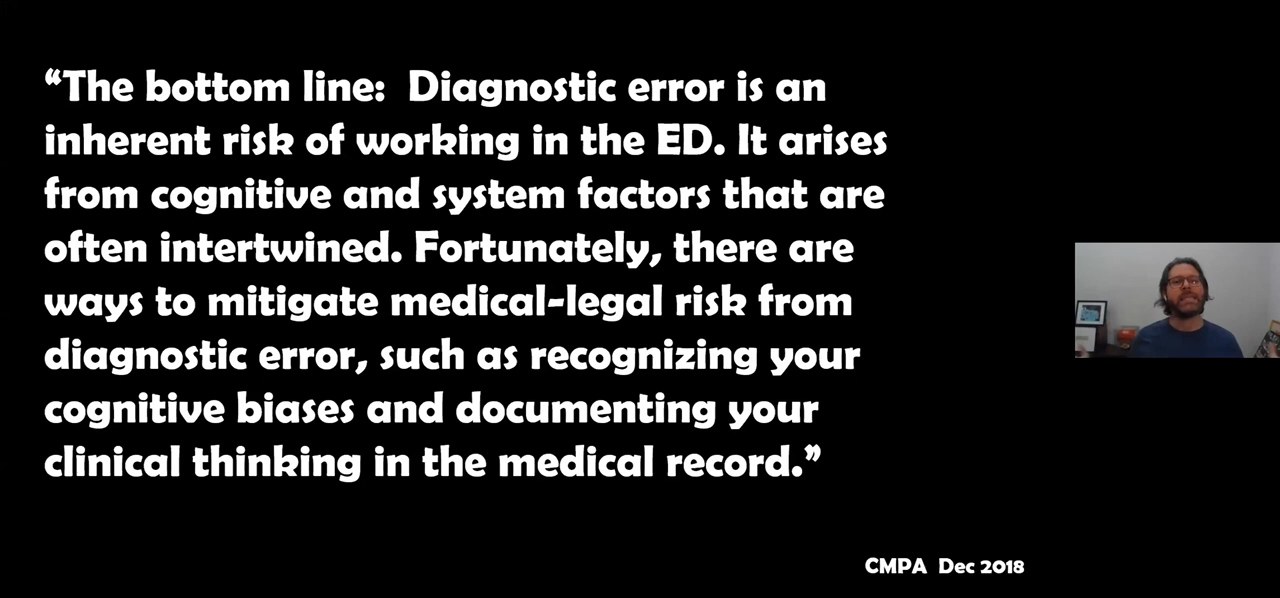 “The bottom line:  Diagnostic error is an
inherent risk of working in the ED. It arises
from cognitive and system factors that are
often intertwined. Fortunately, there are
ways to mitigate medical-legal risk from
diagnostic error, such as recognizing your
cognitive biases and documenting your
clinical thinking in the medical record.”
CMPA  Dec 2018